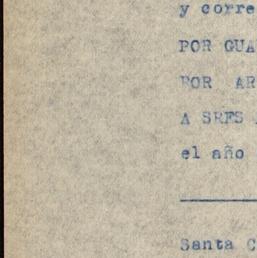 y corre
POR GUA
POR AR
A SRES
el año
Santa C